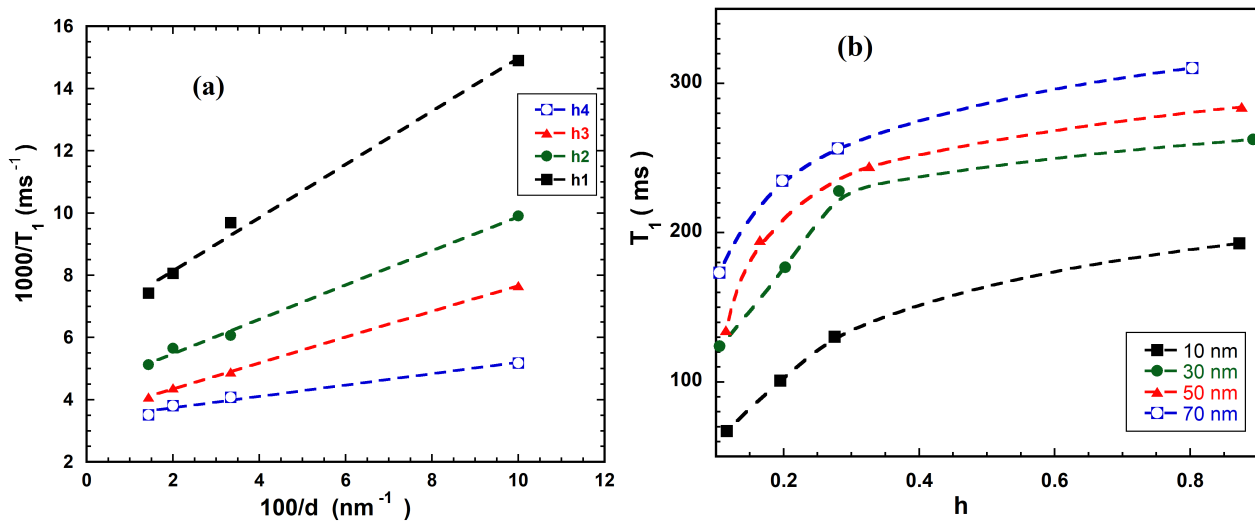 (a)
16
14
12
10
8
6
4
2
1000/T₁ (ms⁻¹)
h4
h3
h2
h1
0 2 4 6 8 10 12
100/d (nm⁻¹)
(b)
300
200
100
T₁ ( ms)
10 nm
30 nm
50 nm
70 nm
0.2 0.4 0.6 0.8
h